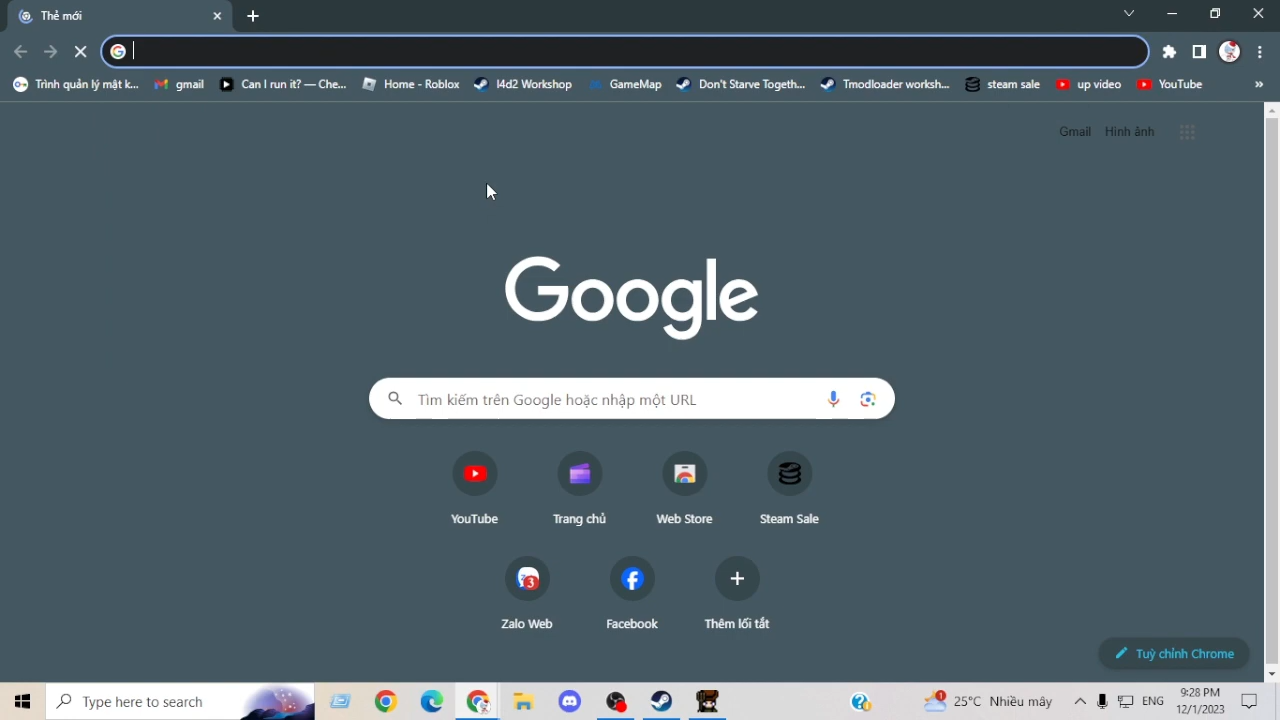 Thẻ mới
Trình quản lý mật k... gmail Can I run it? — Che... Home - Roblox l4d2 Workshop GameMap Don't Starve Togeth... Tmodloader worksh... steam sale up video YouTube »
Gmail Hình ảnh
Google
Tìm kiếm trên Google hoặc nhập một URL
YouTube Trang chủ Web Store Steam Sale
3
Zalo Web Facebook Thêm lối tắt
Tuỳ chỉnh Chrome
Type here to search 1 25°C Nhiều mây ENG 9:28 PM
12/1/2023